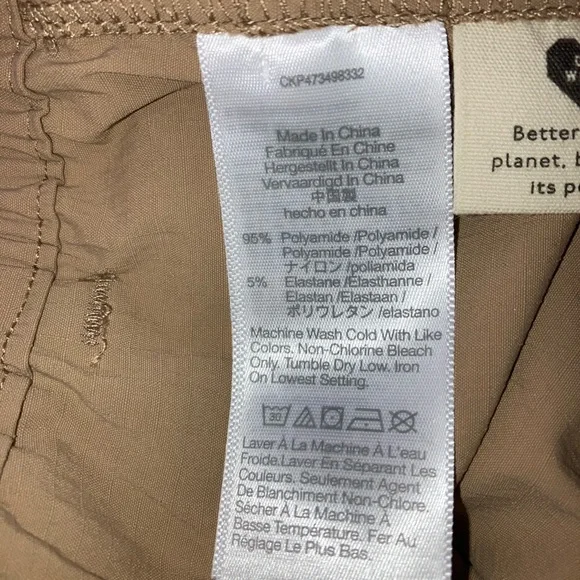 CKP473498332
Made In China
Fabriqué En Chine
Hergestellt In China
Vervaardigd In China
中国製
hecho en china
95% Polyamide /Polyamide /
Polyamide /Polyamide /
ナイロン /poliamida
5% Elastane /Elasthanne /
Elastan /Elastaan /
ポリウレタン /elastano
Machine Wash Cold With Like
Colors. Non-Chlorine Bleach
Only. Tumble Dry Low. Iron
On Lowest Setting.
30
Laver À La Machine À L'eau
Froide.Laver En Séparant Les
Couleurs. Seulement Agent
De Blanchiment Non-Chlore.
Sécher À La Machine À
Basse Température. Fer Au
Réglage Le Plus Bas.
Better
planet, b
its p